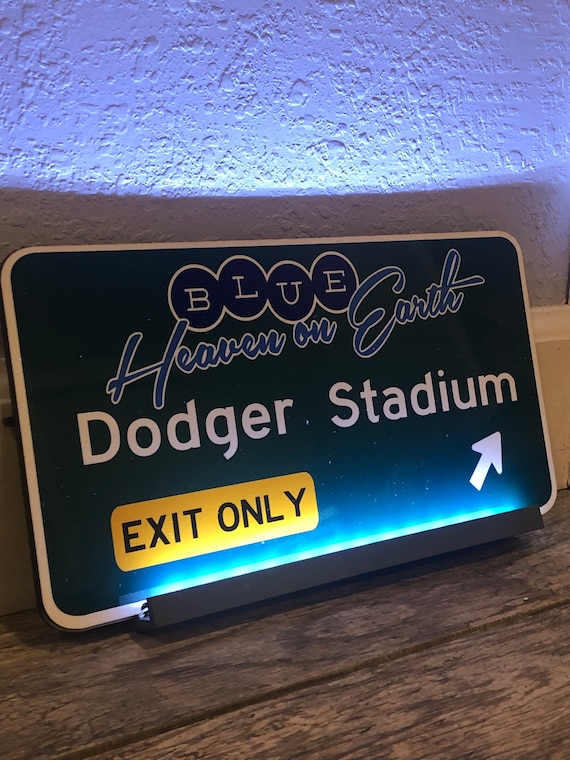 BLUE
Heaven on Earth
Dodger Stadium
EXIT ONLY